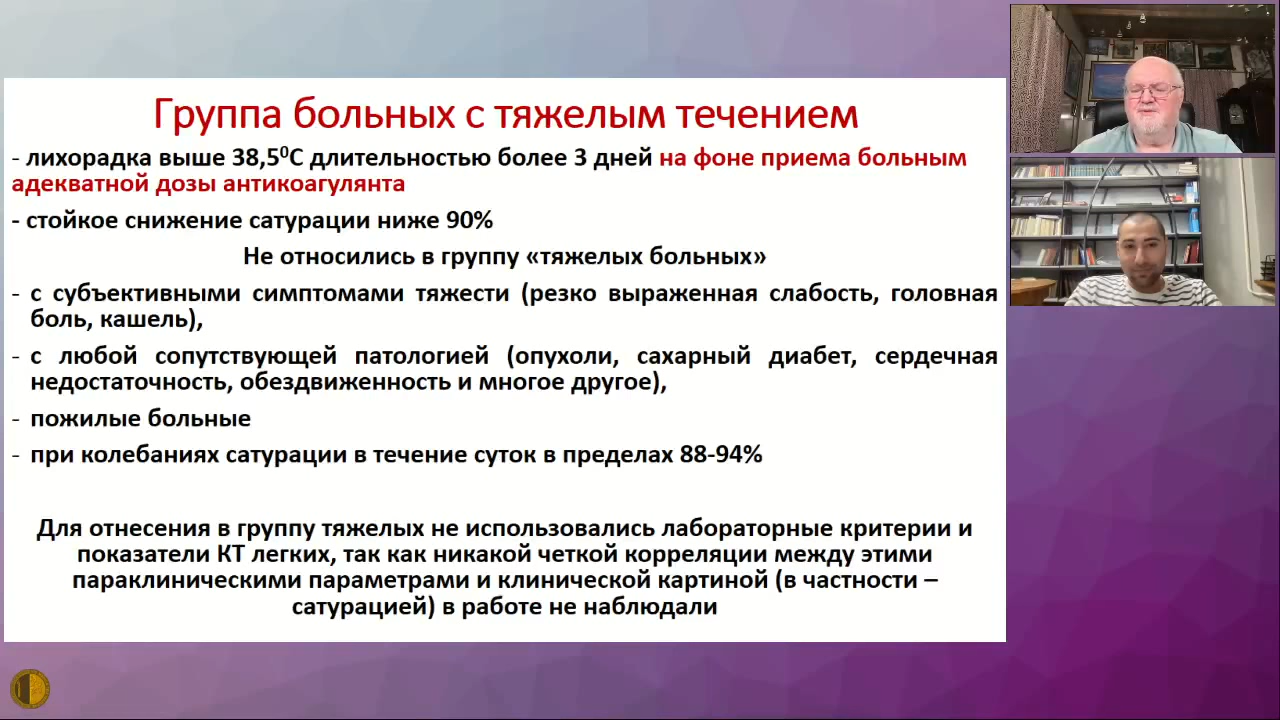 Группа больных с тяжелым течением
- лихорадка выше 38,5⁰С длительностью более 3 дней на фоне приема больным
адекватной дозы антикоагулянта
- стойкое снижение сатурации ниже 90%
Не относились в группу «тяжелых больных»
- с субъективными симптомами тяжести (резко выраженная слабость, головная
боль, кашель),
- с любой сопутствующей патологией (опухоли, сахарный диабет, сердечная
недостаточность, обездвиженность и многое другое),
- пожилые больные
- при колебаниях сатурации в течение суток в пределах 88-94%
Для отнесения в группу тяжелых не использовались лабораторные критерии и
показатели КТ легких, так как никакой четкой корреляции между этими
параклиническими параметрами и клинической картиной (в частности –
сатурацией) в работе не наблюдали